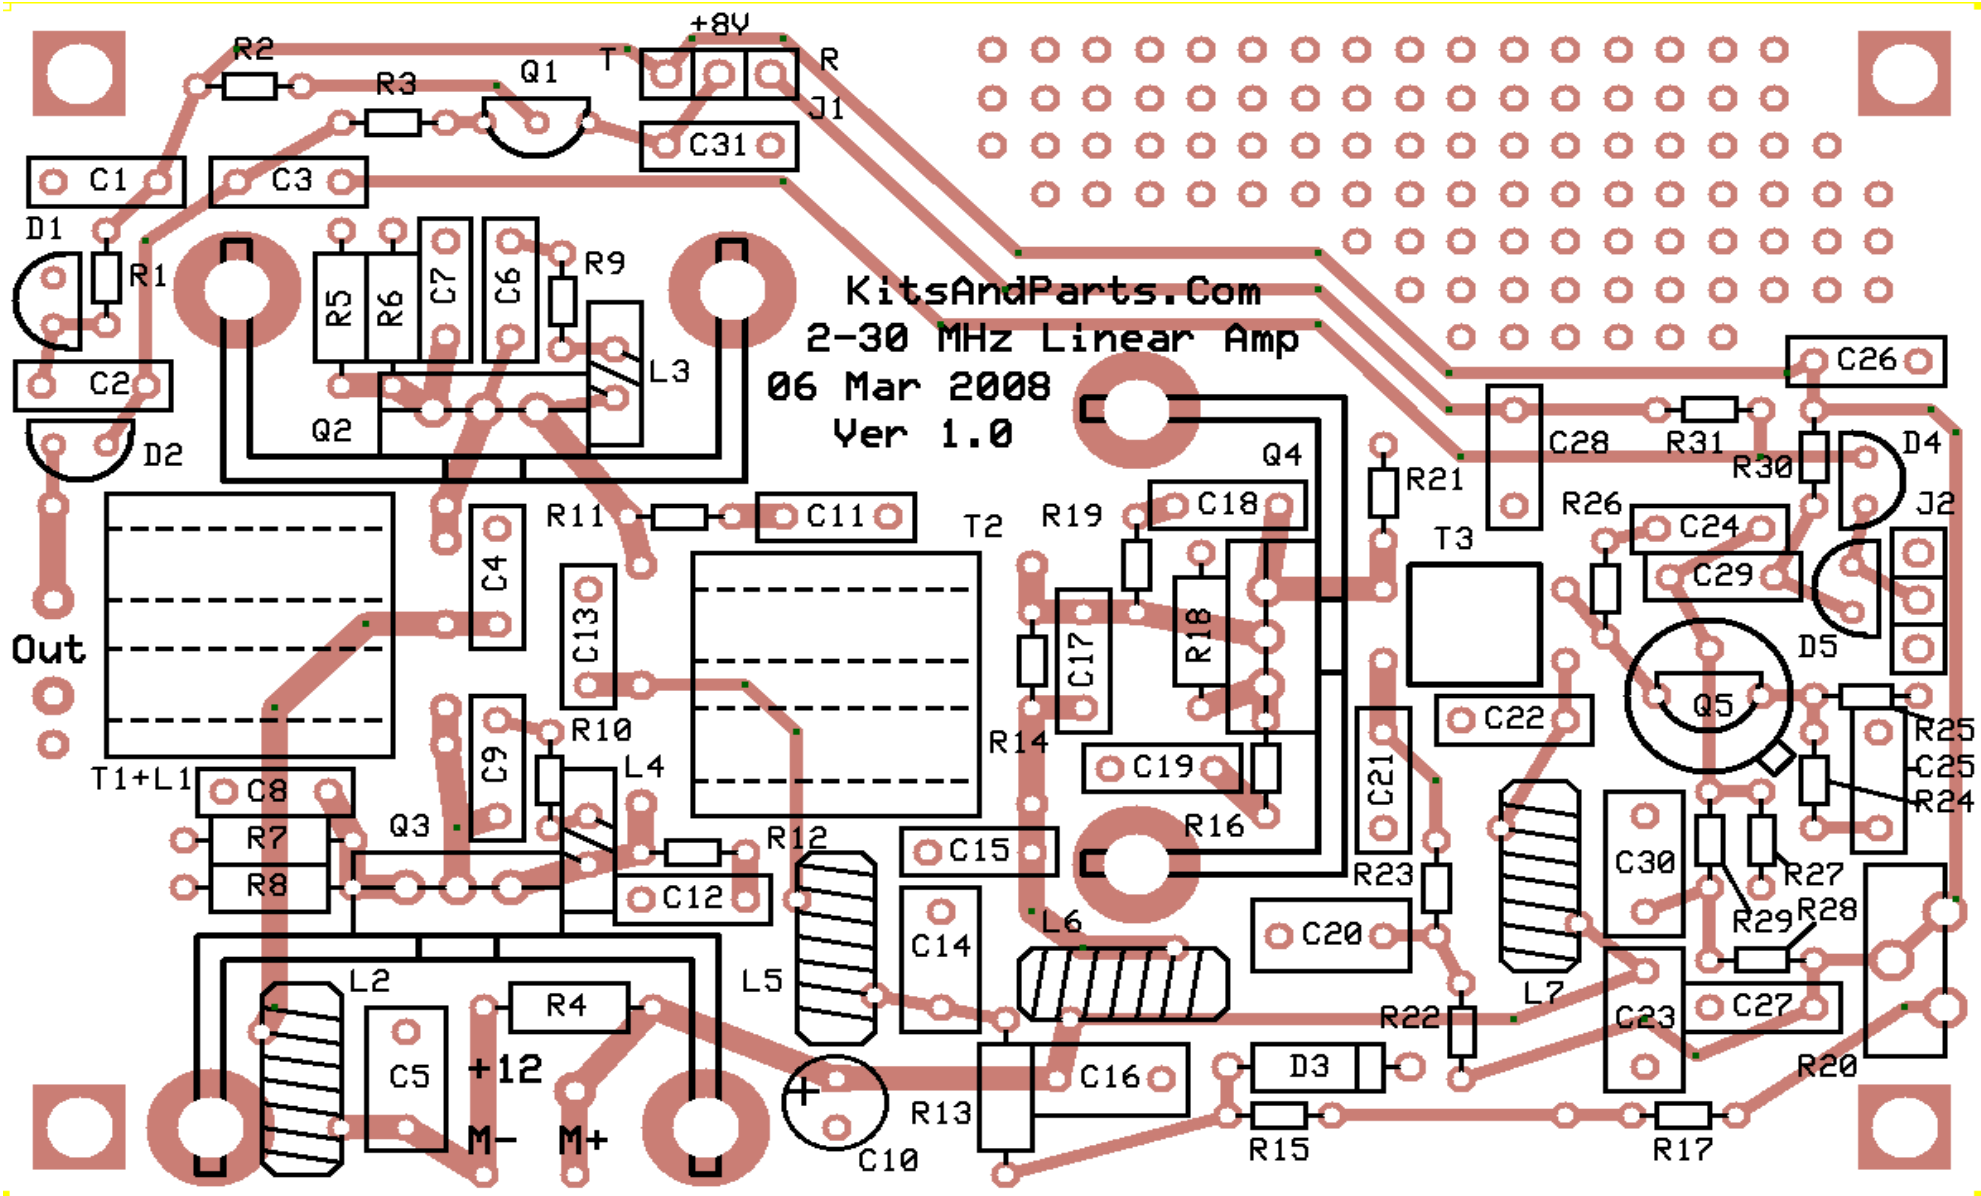 +8V
R2
T
R
R3
Q1
J1
C31
C1
C3
D1
R1
R5
R6
C7
C6
R9
KitsAndParts.Com
2-30 MHz Linear Amp
06 Mar 2008
Ver 1.0
L3
C2
C26
Q2
D2
Q4
C28
R31
R30
D4
R21
R11
C11
T2
R19
C18
T3
R26
C24
J2
C4
C29
C13
C17
R18
Out
D5
Q5
C22
R10
R14
R25
C9
C19
C21
C25
T1+L1
C8
L4
R24
R7
Q3
R12
R16
C15
C30
R8
C12
R23
R27
R29
R28
L6
C20
C14
L2
L5
L7
R4
R22
C23
C27
+12
C5
+
C16
D3
R20
R13
M-
M+
C10
R15
R17